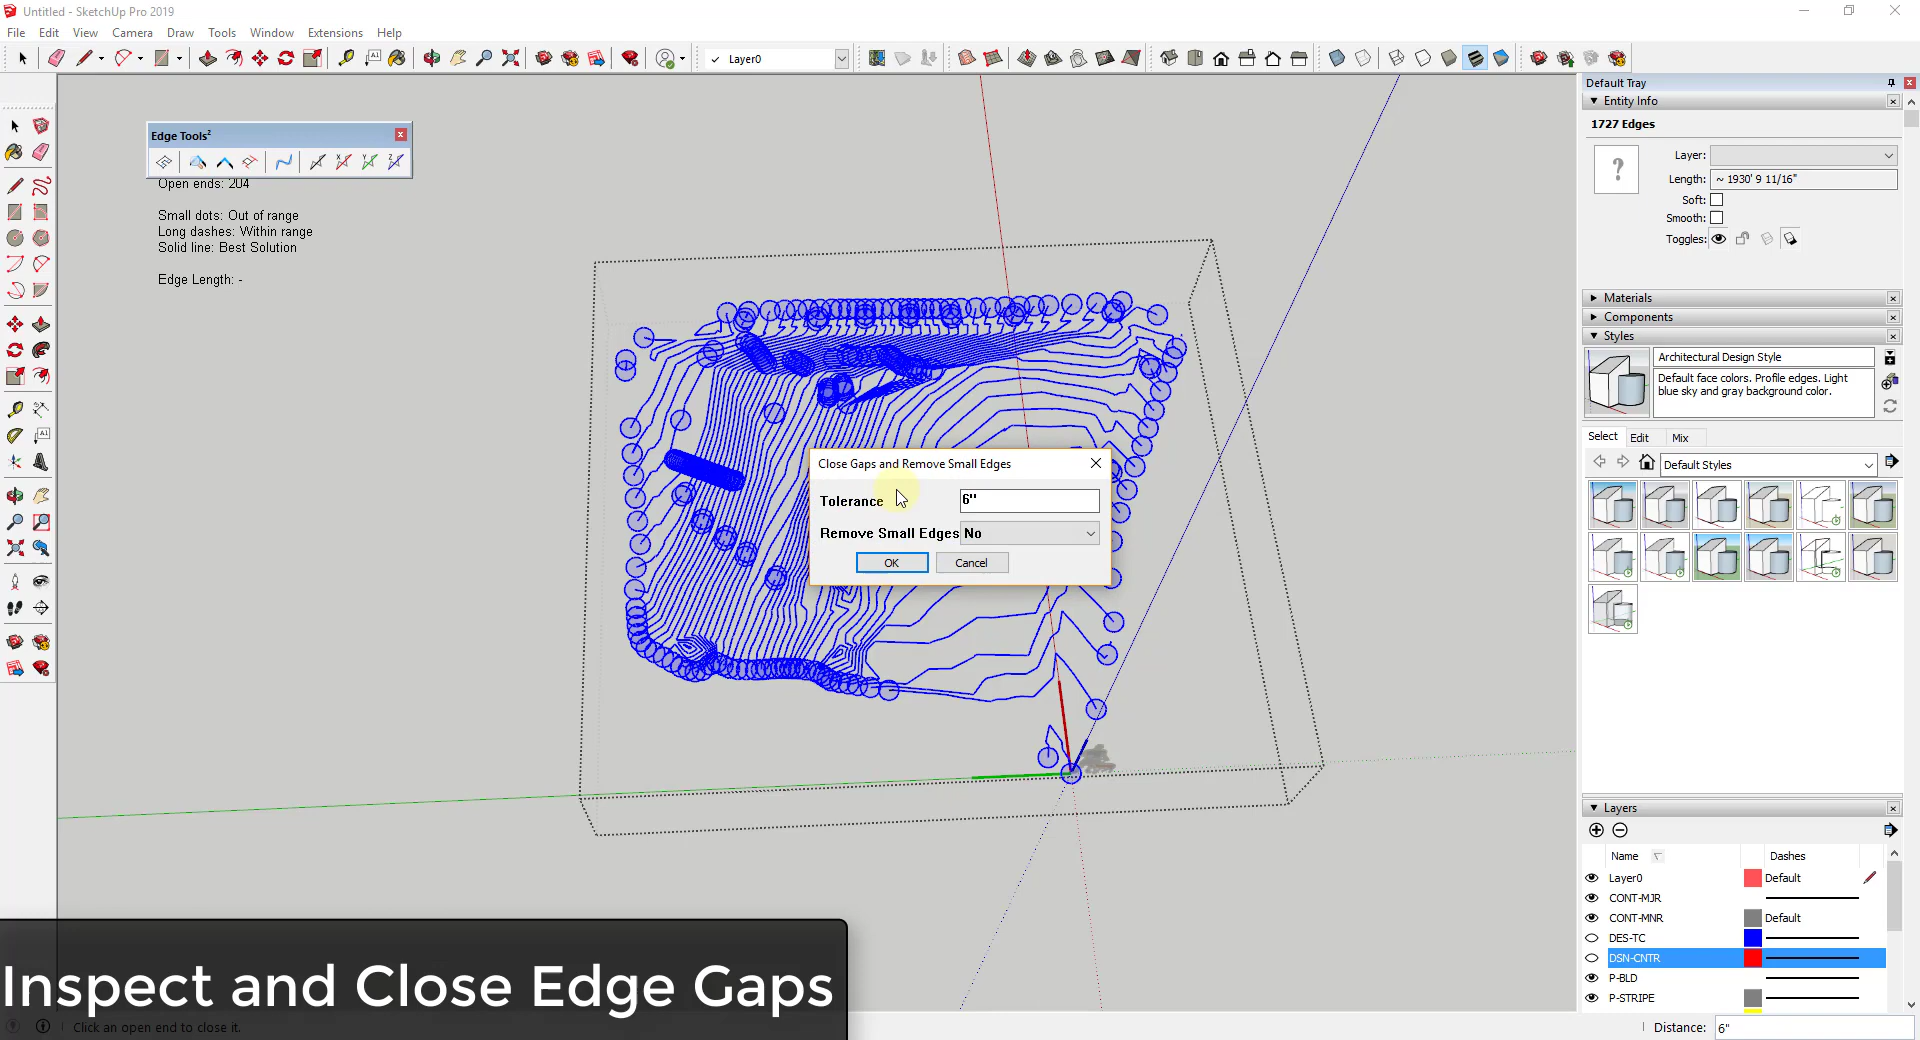 Untitled - SketchUp Pro 2019
File Edit View Camera Draw Tools Window Extensions Help
Layer0
Default Tray
Entity Info
1727 Edges
Layer:
Length: ~ 1930' 9 11/16"
Soft:
Smooth:
Toggles:
Edge Tools²
Open ends: 204
Small dots: Out of range
Long dashes: Within range
Solid line: Best Solution
Edge Length: -
Materials
Components
Styles
Architectural Design Style
Default face colors. Profile edges. Light
blue sky and gray background color.
Select Edit Mix
Default Styles
Close Gaps and Remove Small Edges
Tolerance 6"
Remove Small Edges No
OK Cancel
Layers
Name Dashes
Layer0 Default
CONT-MJR
CONT-MNR Default
DES-TC
DSN-CNTR
P-BLD
P-STRIPE
Inspect and Close Edge Gaps
Click an open end to close it.
Distance: 6"